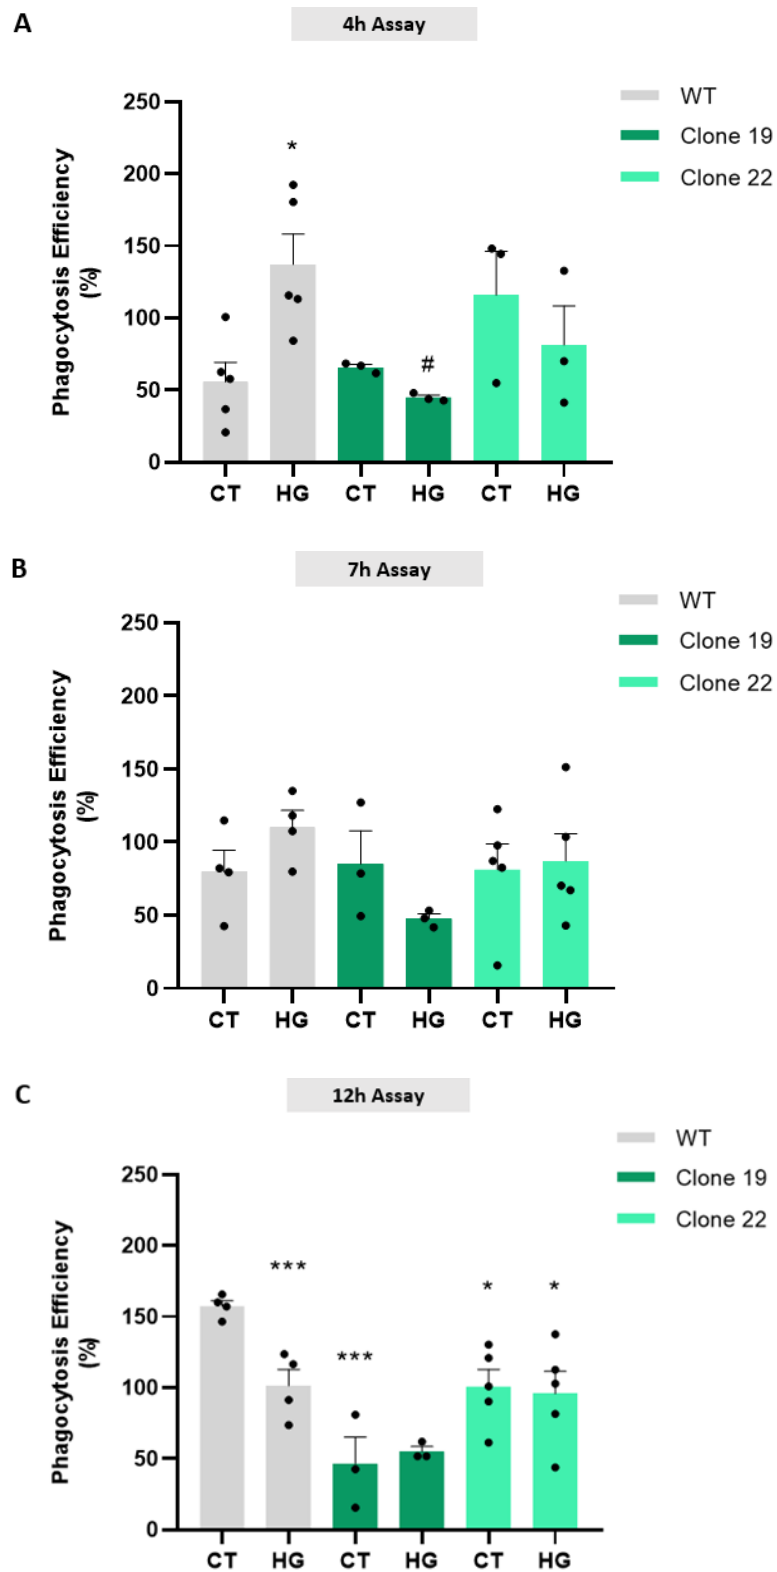 A
4h Assay
WT
Clone 19
Clone 22
Phagocytosis Efficiency
(%)
250
200
150
100
50
0
*
#
CT HG CT HG CT HG
B
7h Assay
WT
Clone 19
Clone 22
Phagocytosis Efficiency
(%)
250
200
150
100
50
0
CT HG CT HG CT HG
C
12h Assay
WT
Clone 19
Clone 22
Phagocytosis Efficiency
(%)
250
200
150
100
50
0
***
***
*
*
CT HG CT HG CT HG